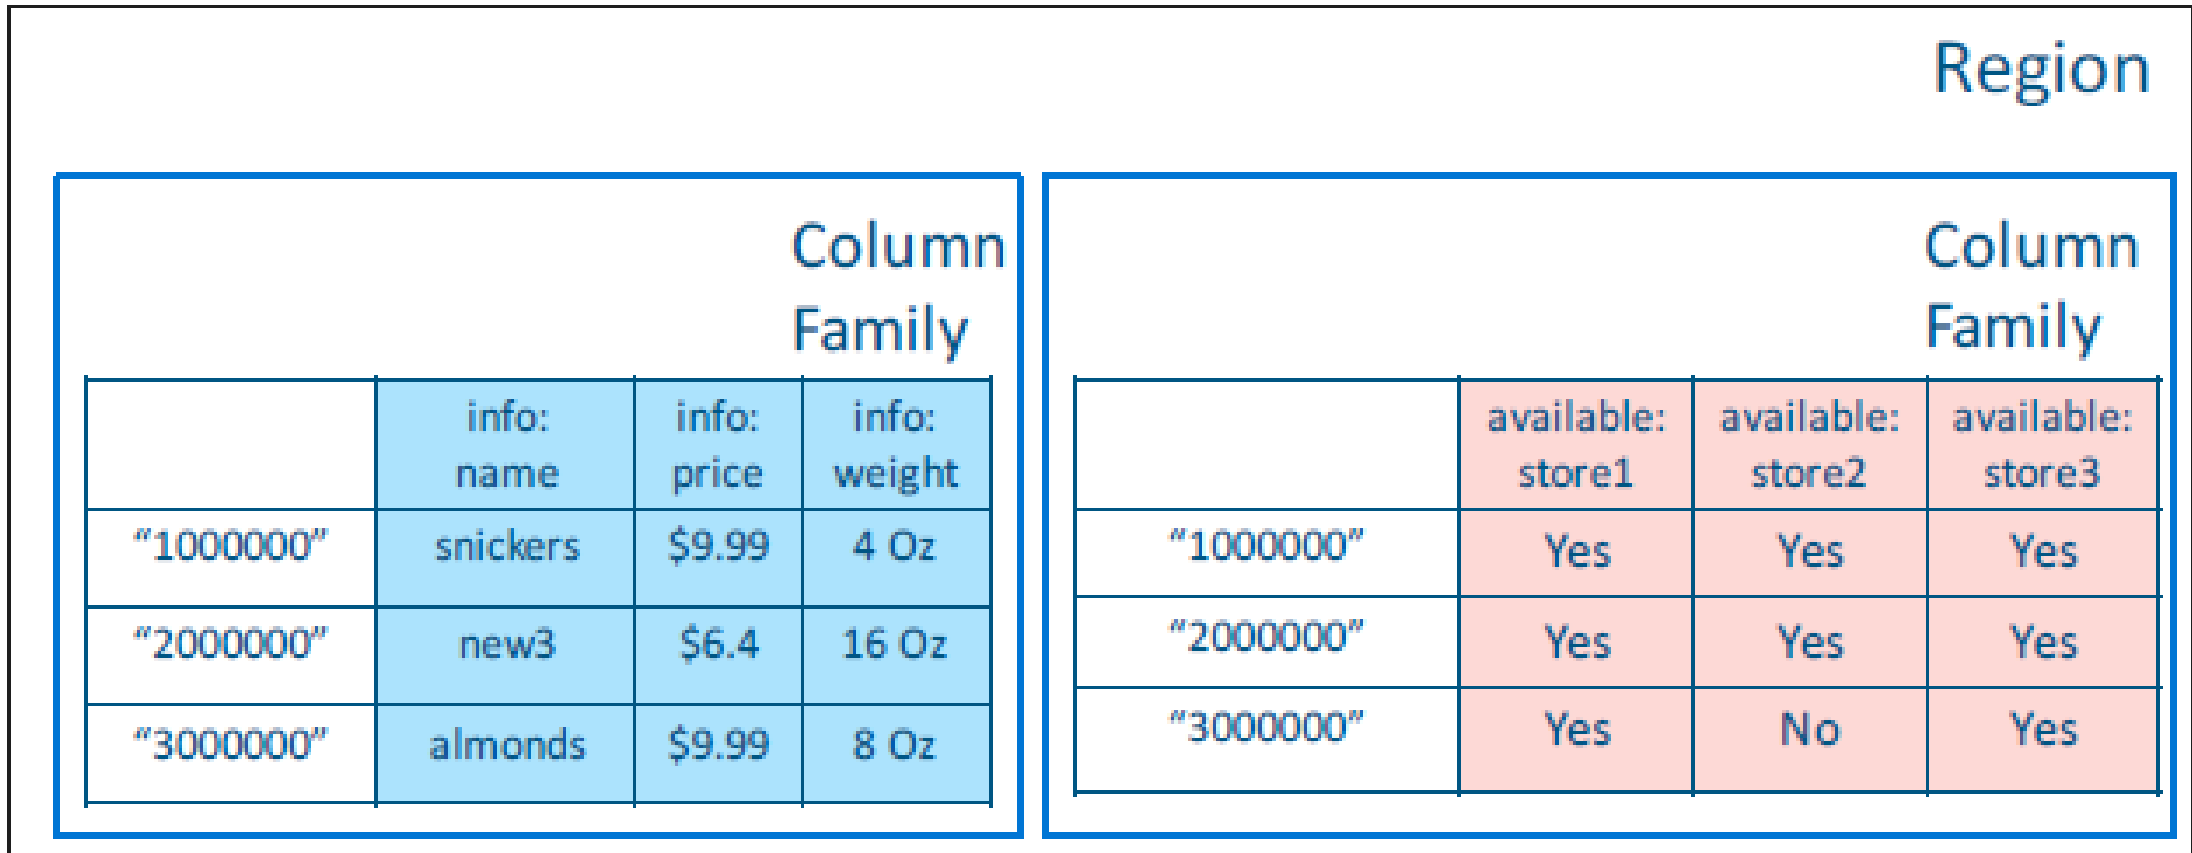 Region
Column
Family
info: info: info:
name price weight
“1000000” snickers $9.99 4 Oz
“2000000” new3 $6.4 16 Oz
“3000000” almonds $9.99 8 Oz
Column
Family
available: available: available:
store1 store2 store3
“1000000” Yes Yes Yes
“2000000” Yes Yes Yes
“3000000” Yes No Yes